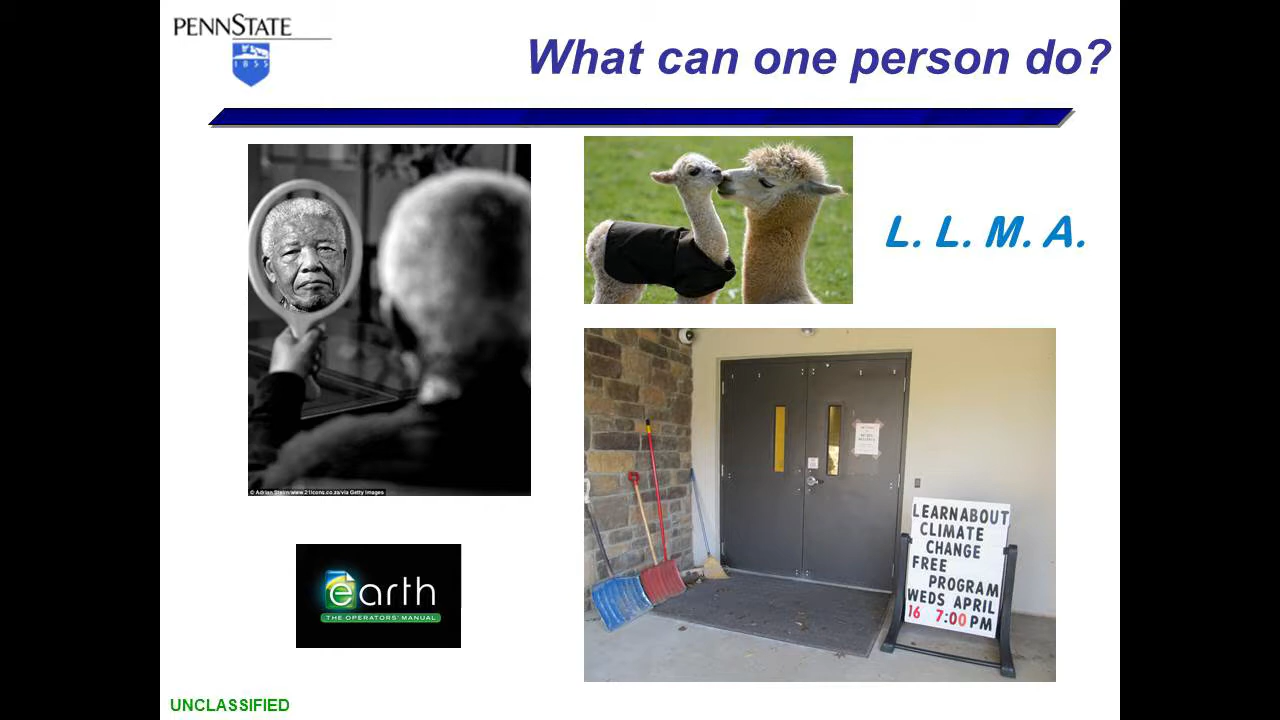 PENNSTATE
1855
What can one person do?
L. L. M. A.
© Adrian Steirn/www.21Icons.co.za/via Getty Images
earth
THE OPERATORS' MANUAL
LEARN ABOUT
CLIMATE
CHANGE
FREE
PROGRAM
WEDS APRIL
16 7:00 PM
UNCLASSIFIED